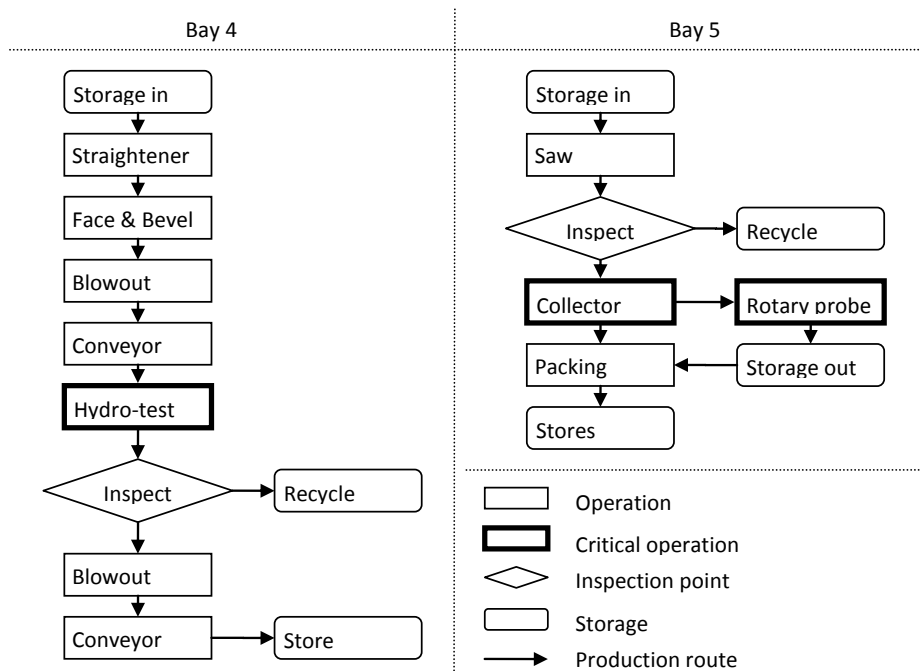 Bay 4
Storage in
Straightener
Face & Bevel
Blowout
Conveyor
Hydro-test
Inspect
Recycle
Blowout
Conveyor
Store
Bay 5
Storage in
Saw
Inspect
Recycle
Collector
Rotary probe
Packing
Storage out
Stores
Operation
Critical operation
Inspection point
Storage
Production route